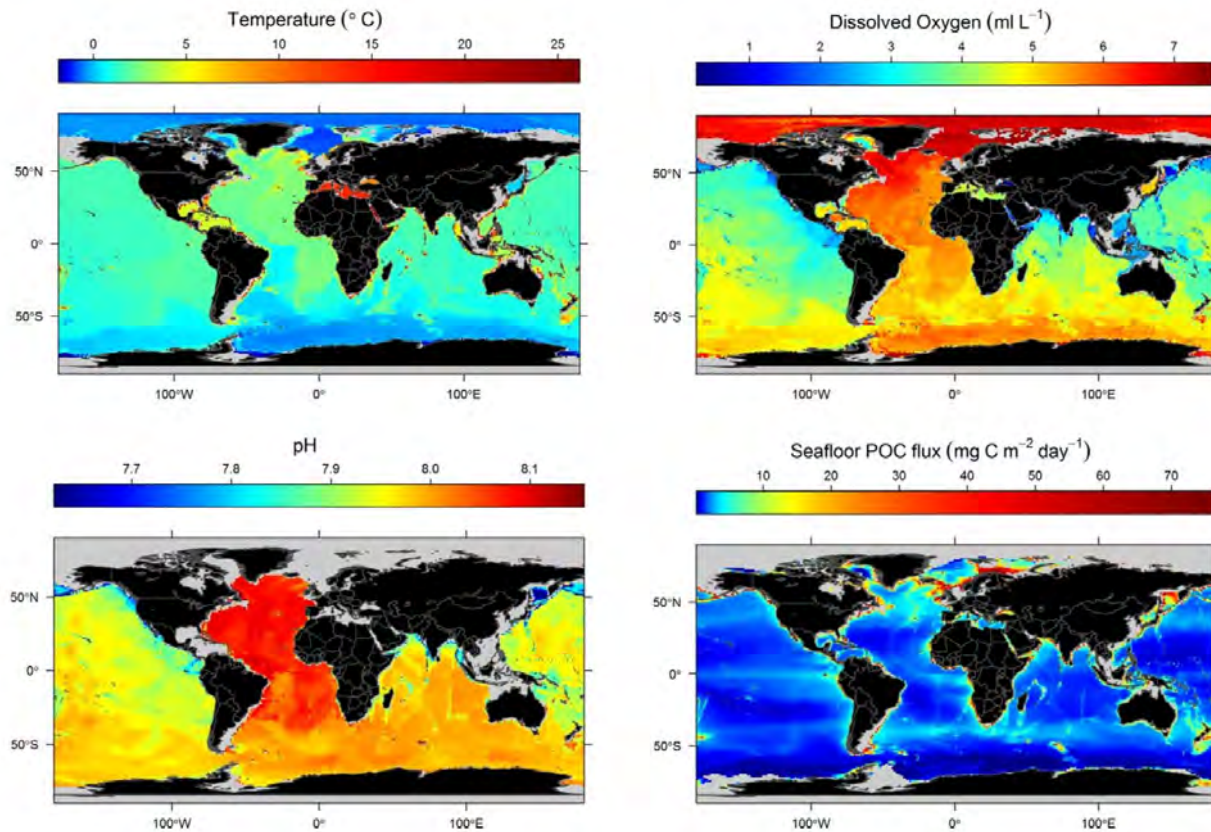 Temperature (° C)
0 5 10 15 20 25
50°N
0°
50°S
100°W 0° 100°E
Dissolved Oxygen (ml L⁻¹)
1 2 3 4 5 6 7
50°N
0°
50°S
100°W 0° 100°E
pH
7.7 7.8 7.9 8.0 8.1
50°N
0°
50°S
100°W 0° 100°E
Seafloor POC flux (mg C m⁻² day⁻¹)
10 20 30 40 50 60 70
50°N
0°
50°S
100°W 0° 100°E